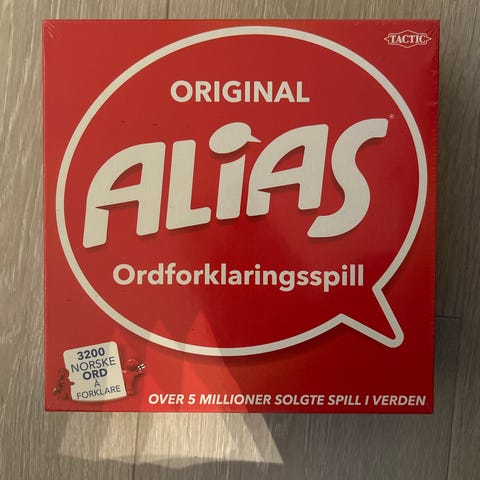 TACTIC
ORIGINAL
ALiAS®
Ordforklaringsspill
3200
NORSKE
ORD
Å
FORKLARE
OVER 5 MILLIONER SOLGTE SPILL I VERDEN